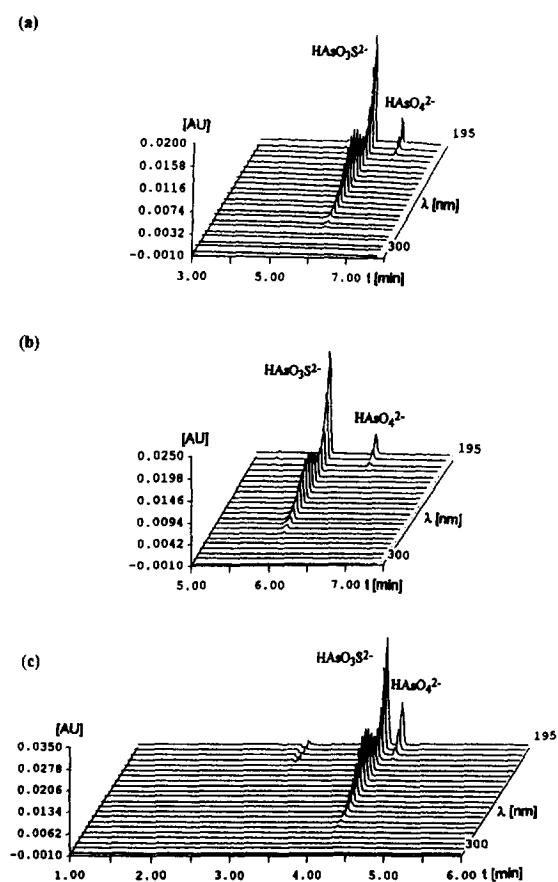 (a)
HAsO₃S²⁻
HAsO₄²⁻
[AU]
0.0200
0.0158
0.0116
0.0074
0.0032
-0.0010
195
λ [nm]
300
3.00 5.00 7.00 t [min]
(b)
HAsO₃S²⁻
HAsO₄²⁻
[AU]
0.0250
0.0198
0.0146
0.0094
0.0042
-0.0010
195
λ [nm]
300
5.00 6.00 7.00 t [min]
(c)
HAsO₃S²⁻
HAsO₄²⁻
[AU]
0.0350
0.0278
0.0206
0.0134
0.0062
-0.0010
195
λ [nm]
300
1.00 2.00 3.00 4.00 5.00 6.00
t [min]